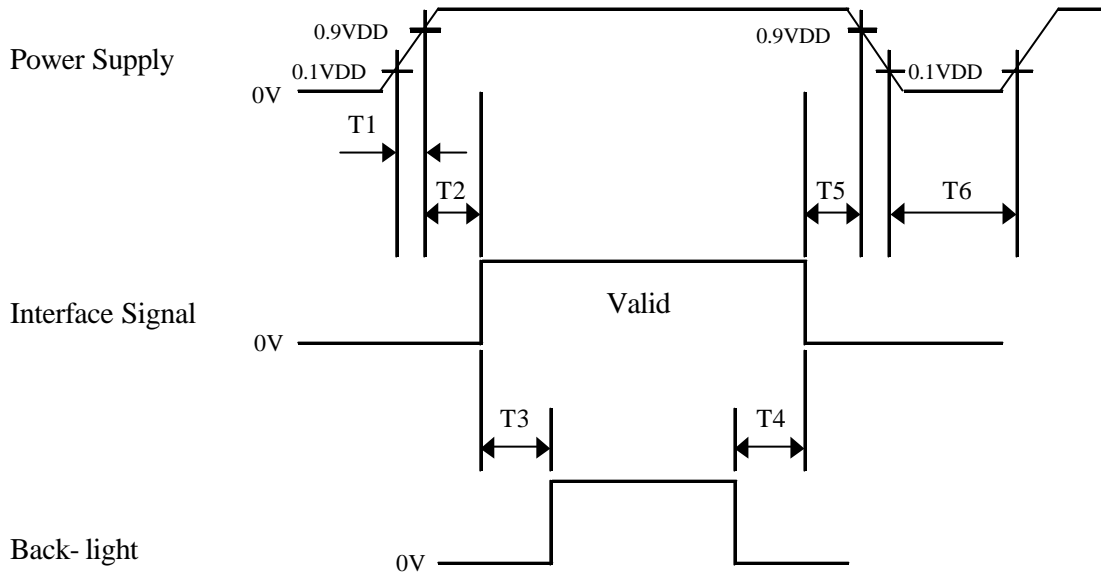 0.9VDD
0.9VDD
Power Supply
0.1VDD
0.1VDD
0V
T1
T2
T5
T6
Valid
Interface Signal
0V
T3
T4
Back- light
0V